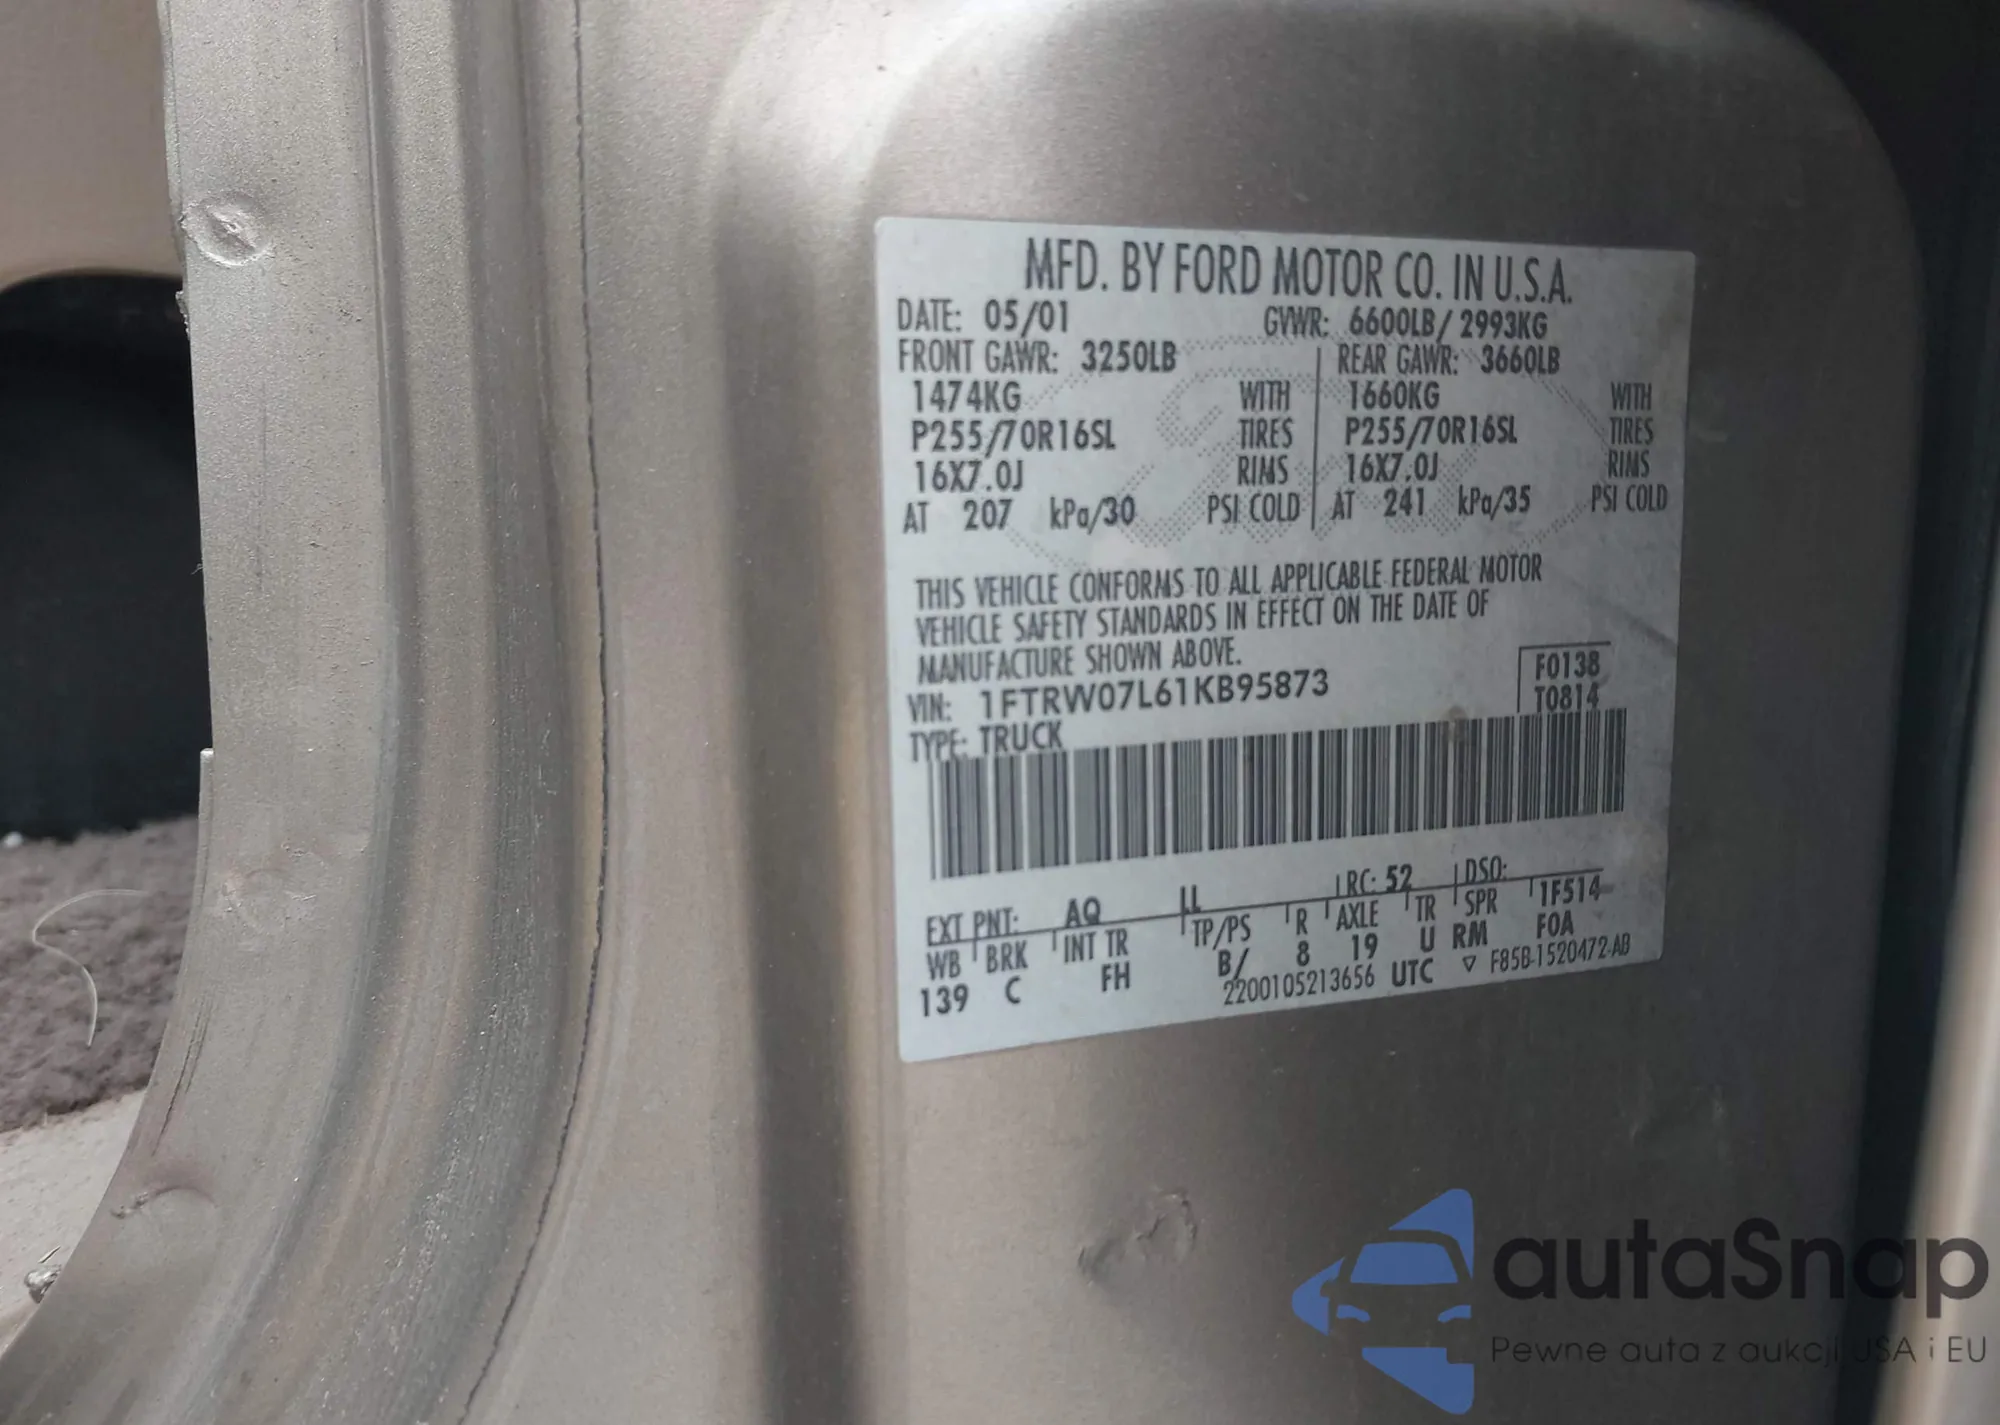 MFD. BY FORD MOTOR CO. IN U.S.A.
DATE: 05/01 GVWR: 6600LB/ 2993KG
FRONT GAWR: 3250LB REAR GAWR: 3660LB
1474KG WITH 1660KG WITH
P255/70R16SL TIRES P255/70R16SL TIRES
16X7.0J RIMS 16X7.0J RIMS
AT 207 kPa/30 PSI COLD AT 241 kPa/35 PSI COLD
THIS VEHICLE CONFORMS TO ALL APPLICABLE FEDERAL MOTOR
VEHICLE SAFETY STANDARDS IN EFFECT ON THE DATE OF
MANUFACTURE SHOWN ABOVE.
F0138
VIN: 1FTRW07L61KB95873
T0814
TYPE: TRUCK
EXT PNT: AQ LL RC: 52 DSO:
WB BRK INT TR TP/PS R AXLE TR SPR 1F514
139 C FH B/ 8 19 U RM FOA
2200105213656 UTC ▽ F85B-1520472-AB
autaSnap
Pewne auta z aukcji USA i EU